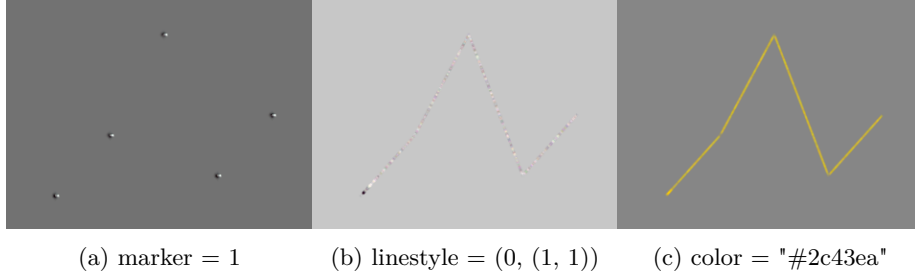 (a) marker = 1
(b) linestyle = (0, (1, 1))
(c) color = "#2c43ea"